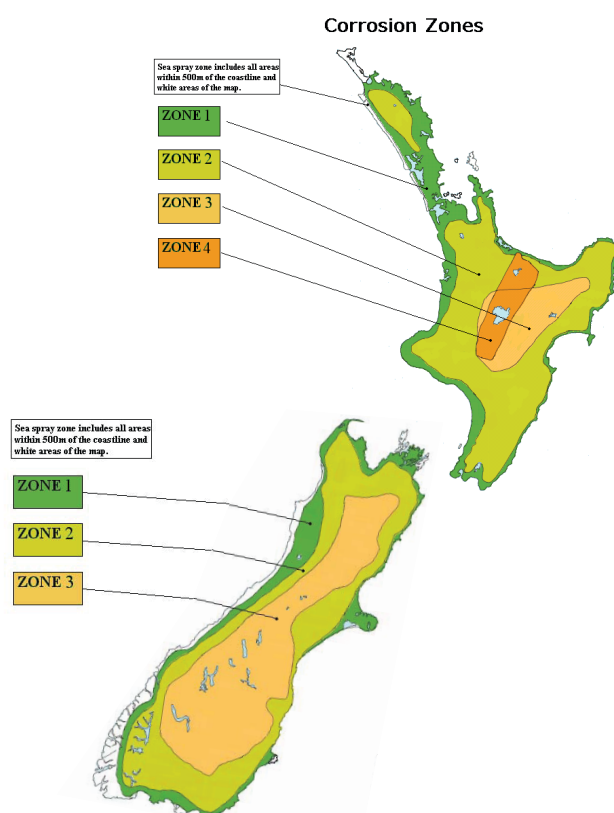 Corrosion Zones
Sea spray zone includes all areas
within 500m of the coastline and
white areas of the map.
ZONE 1
ZONE 2
ZONE 3
ZONE 4
Sea spray zone includes all areas
within 500m of the coastline and
white areas of the map.
ZONE 1
ZONE 2
ZONE 3